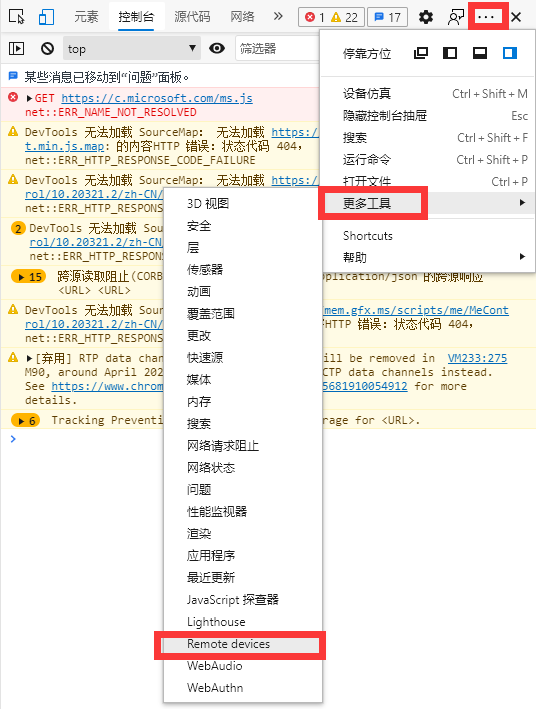 元素 控制台 源代码 网络 » 1 22 17 ···
top 筛选器
某些消息已移动到“问题”面板。
GET https://c.microsoft.com/ms.js
net::ERR_NAME_NOT_RESOLVED
DevTools 无法加载 SourceMap: 无法加载 https:/
t.min.js.map: 的内容HTTP 错误: 状态代码 404,
net::ERR_HTTP_RESPONSE_CODE_FAILURE
DevTools 无法加载 SourceMap: 无法加载 https:/
rol/10.20321.2/zh-CN/
net::ERR_HTTP_RESPONS
2 DevTools 无法加载 S
rol/10.20321.2/zh-CN/
net::ERR_HTTP_RESPONS
15 跨源读取阻止(CORB plication/json 的跨源响应
<URL> <URL>
DevTools 无法加载 S mem.gfx.ms/scripts/me/MeCont
rol/10.20321.2/zh-CN/ HTTP 错误: 状态代码 404,
net::ERR_HTTP_RESPONS
[弃用] RTP data chan ill be removed in VM233:275
M90, around April 202 CTP data channels instead.
See https://www.chrom 5681910054912 for more
details.
6 Tracking Preventi rage for <URL>.
停靠方位
设备仿真 Ctrl + Shift + M
隐藏控制台抽屉 Esc
搜索 Ctrl + Shift + F
运行命令 Ctrl + Shift + P
打开文件 Ctrl + P
更多工具
Shortcuts
帮助
3D 视图
安全
层
传感器
动画
覆盖范围
更改
快速源
媒体
内存
搜索
网络请求阻止
网络状态
问题
性能监视器
渲染
应用程序
最近更新
JavaScript 探查器
Lighthouse
Remote devices
WebAudio
WebAuthn